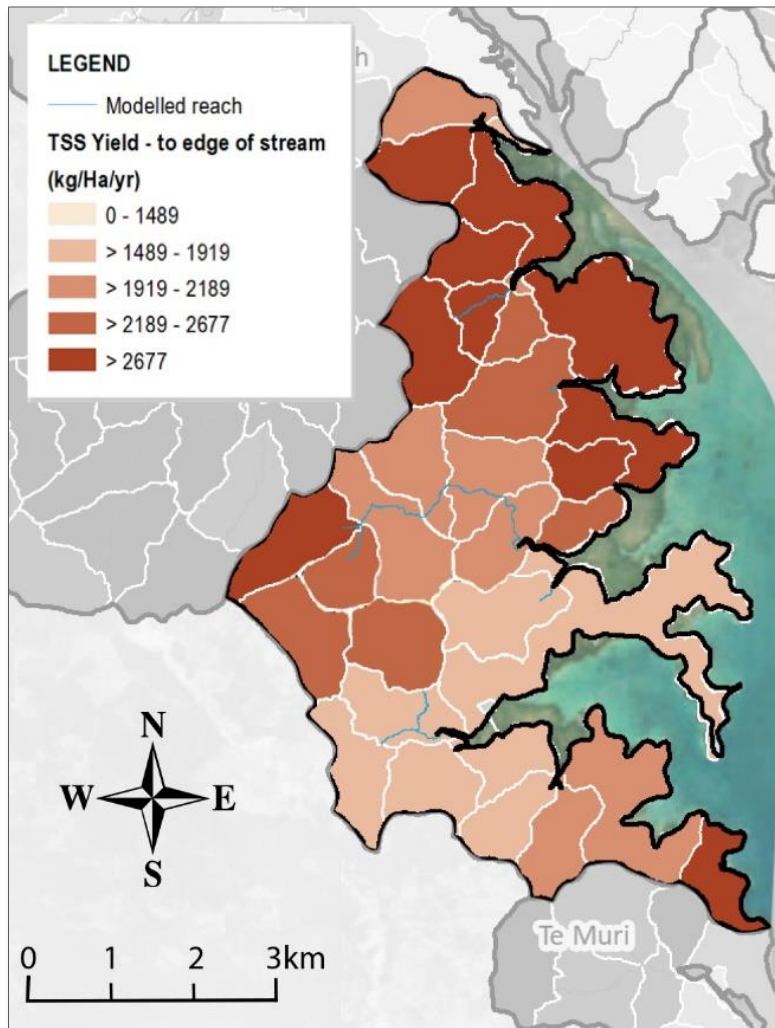 LEGEND
Modelled reach
TSS Yield - to edge of stream
(kg/Ha/yr)
0 - 1489
> 1489 - 1919
> 1919 - 2189
> 2189 - 2677
> 2677
N
W E
S
0 1 2 3km
Te Muri